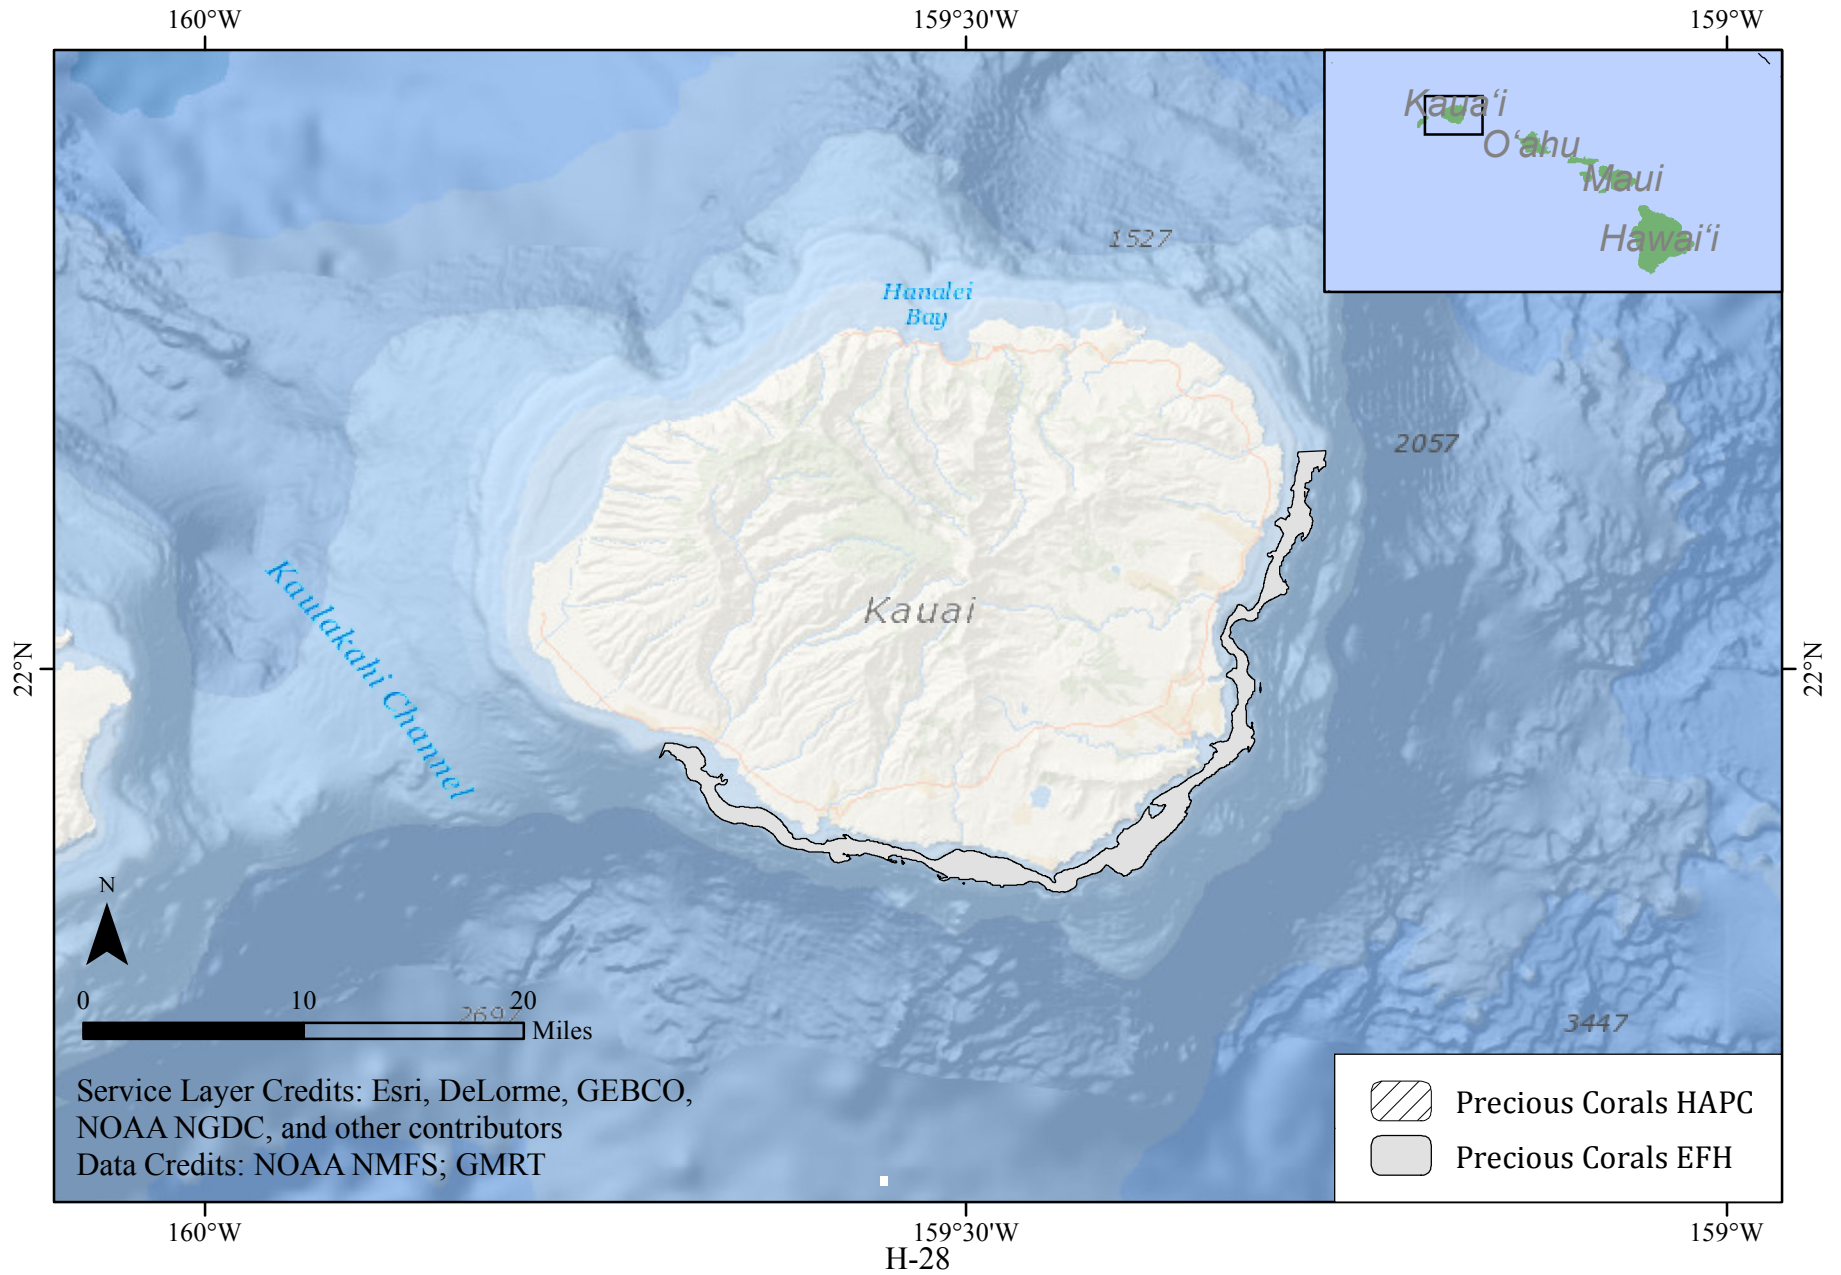 160°W
159°30'W
159°W
Kaua‘i
O‘ahu
Maui
Hawai‘i
1527
Hanalei
Bay
2057
Kaulakahi Channel
Kauai
22°N
22°N
N
0 10 20
2697
Miles
3447
Service Layer Credits: Esri, DeLorme, GEBCO,
NOAA NGDC, and other contributors
Data Credits: NOAA NMFS; GMRT
Precious Corals HAPC
Precious Corals EFH
160°W
159°30'W
159°W
H-28